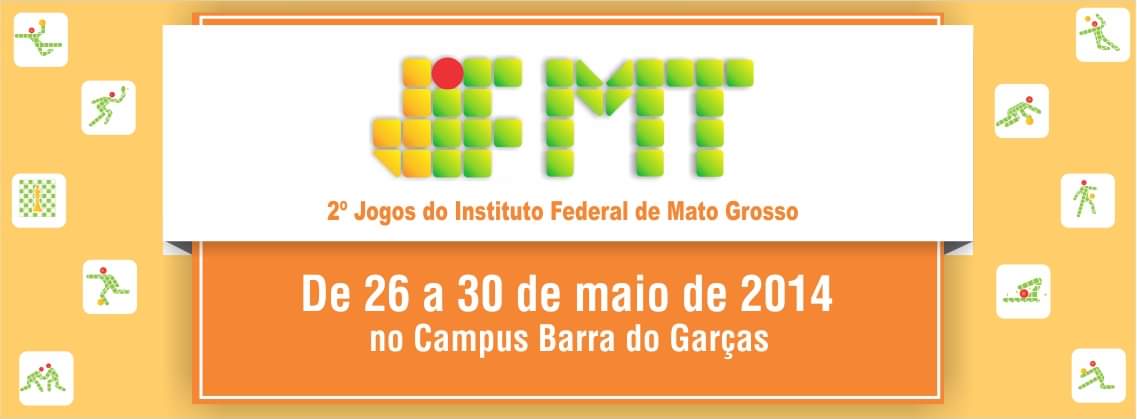 JIFMT
2º Jogos do Instituto Federal de Mato Grosso
De 26 a 30 de maio de 2014
no Campus Barra do Garças